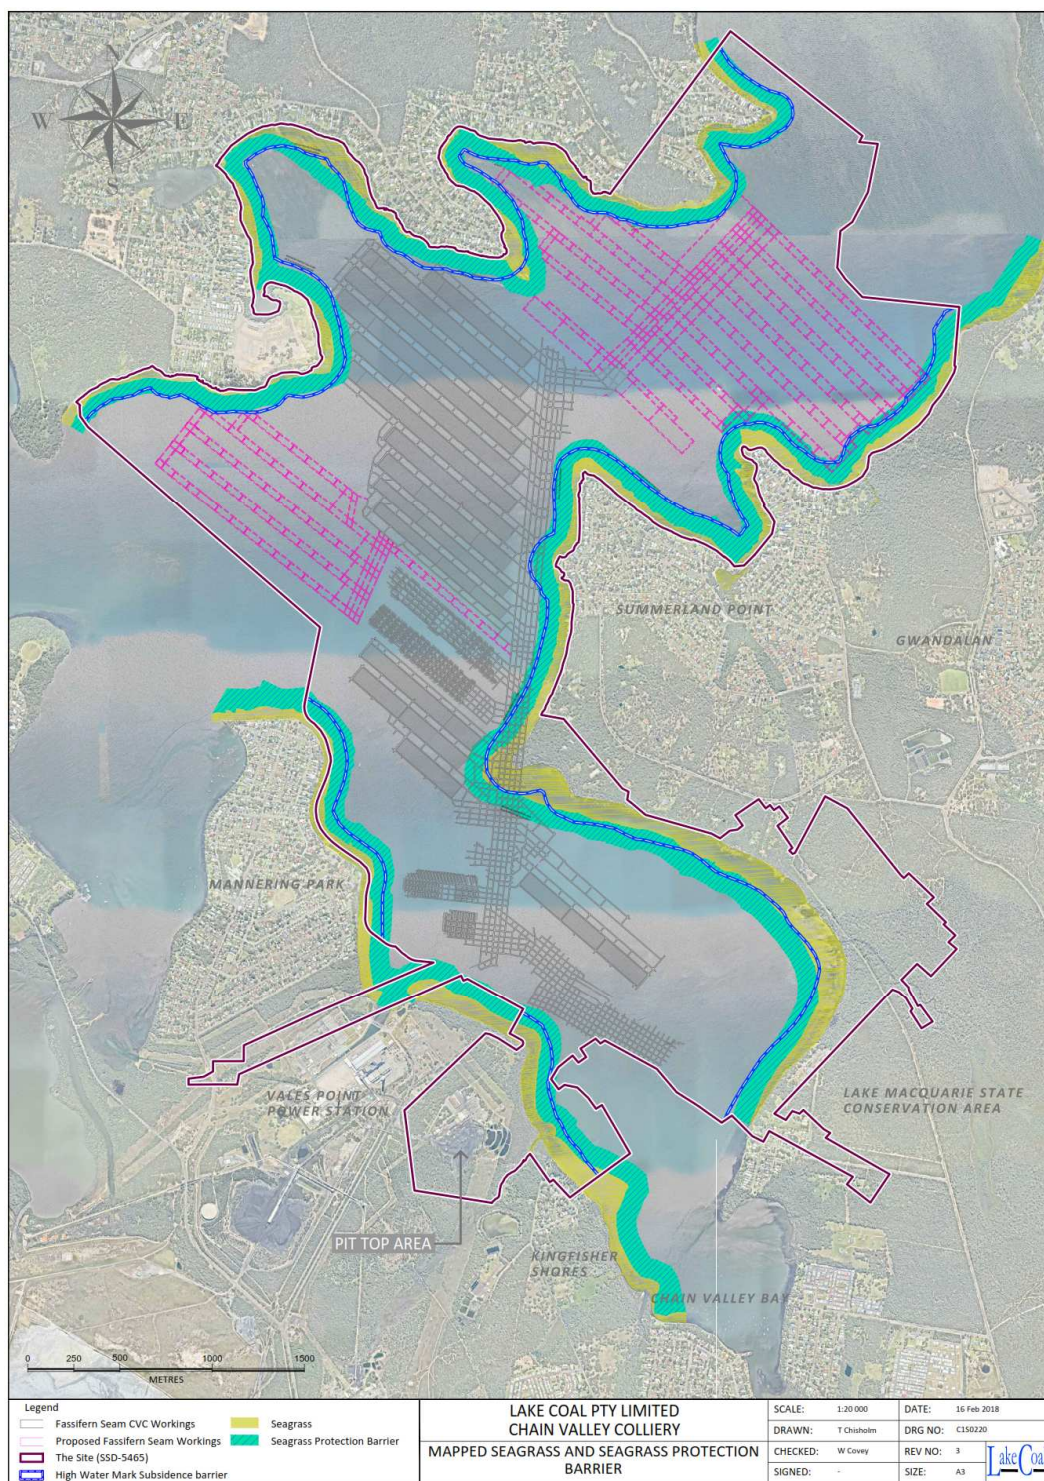 N
W E
S
SUMMERLAND POINT
GWANDALAN
MANNERING PARK
VALES POINT
POWER STATION
LAKE MACQUARIE STATE
CONSERVATION AREA
PIT TOP AREA
KINGFISHER
SHORES
CHAIN VALLEY BAY
0 250 500 1000 1500
METRES
Legend
Fassifern Seam CVC Workings
Proposed Fassifern Seam Workings
The Site (SSD-5465)
High Water Mark Subsidence barrier
Seagrass
Seagrass Protection Barrier
LAKE COAL PTY LIMITED
CHAIN VALLEY COLLIERY
MAPPED SEAGRASS AND SEAGRASS PROTECTION
BARRIER
SCALE: 1:20 000 DATE: 16 Feb 2018
DRAWN: T Chisholm DRG NO: C1S0220
CHECKED: W Covey REV NO: 3
SIGNED: - SIZE: A3
LakeCoal